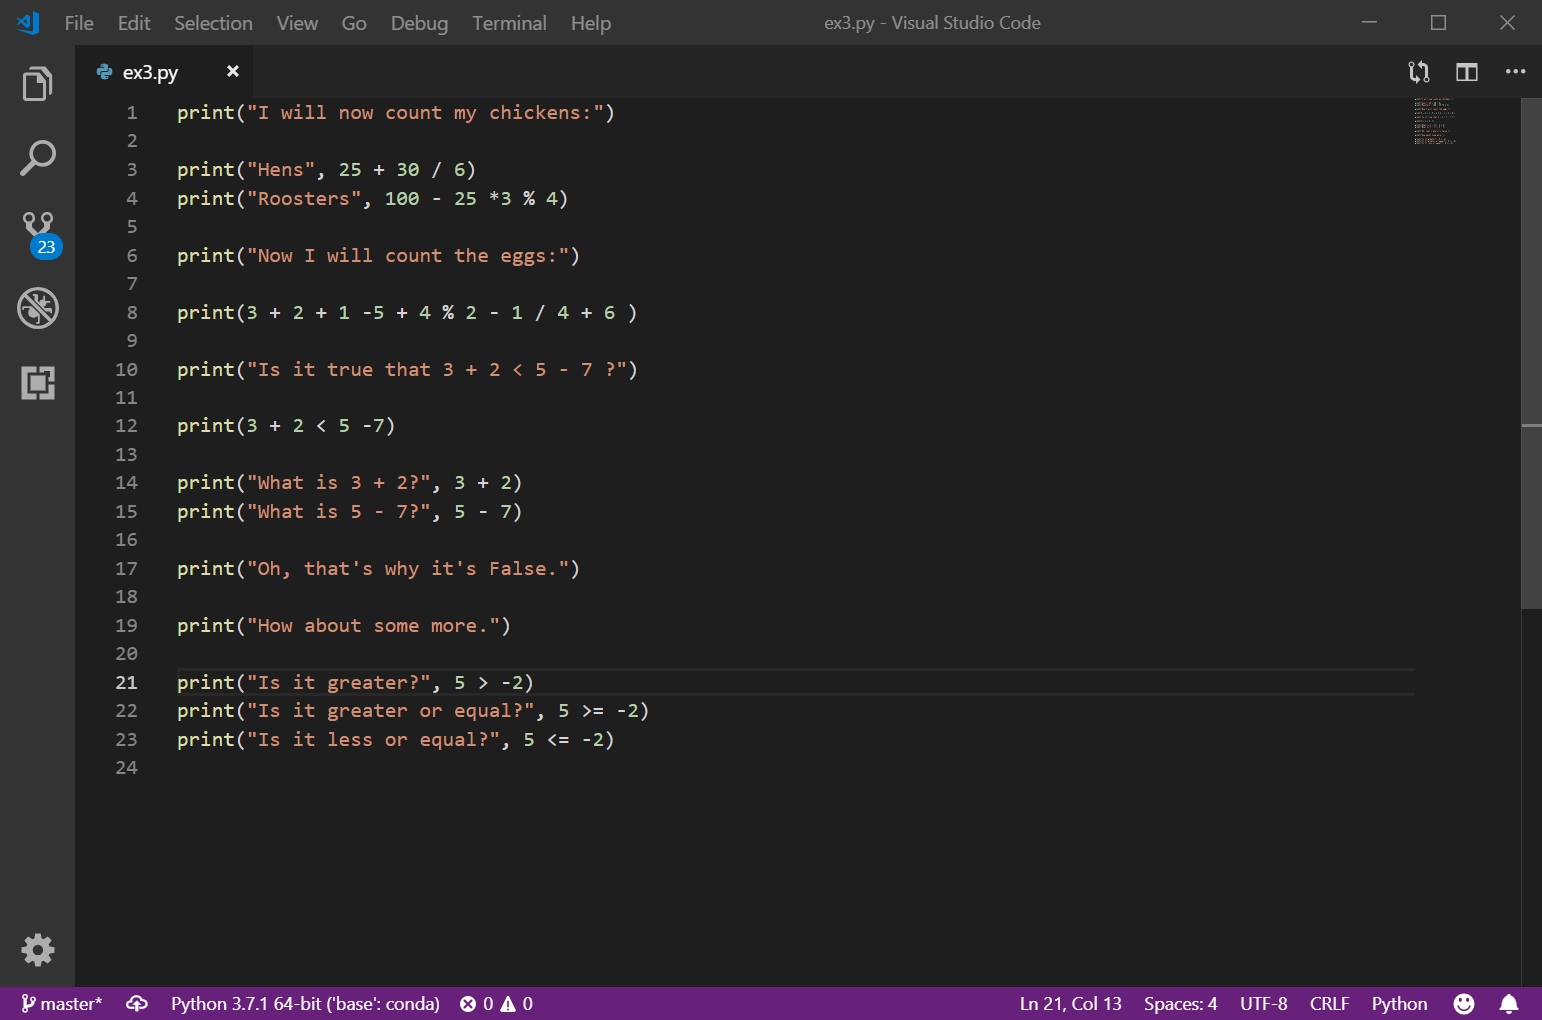 File Edit Selection View Go Debug Terminal Help ex3.py - Visual Studio Code
ex3.py
1 print("I will now count my chickens:")
2
3 print("Hens", 25 + 30 / 6)
4 print("Roosters", 100 - 25 *3 % 4)
5
6 print("Now I will count the eggs:")
7
8 print(3 + 2 + 1 -5 + 4 % 2 - 1 / 4 + 6 )
9
10 print("Is it true that 3 + 2 < 5 - 7 ?")
11
12 print(3 + 2 < 5 -7)
13
14 print("What is 3 + 2?", 3 + 2)
15 print("What is 5 - 7?", 5 - 7)
16
17 print("Oh, that's why it's False.")
18
19 print("How about some more.")
20
21 print("Is it greater?", 5 > -2)
22 print("Is it greater or equal?", 5 >= -2)
23 print("Is it less or equal?", 5 <= -2)
24
23
master* Python 3.7.1 64-bit ('base': conda) 0 0 Ln 21, Col 13 Spaces: 4 UTF-8 CRLF Python